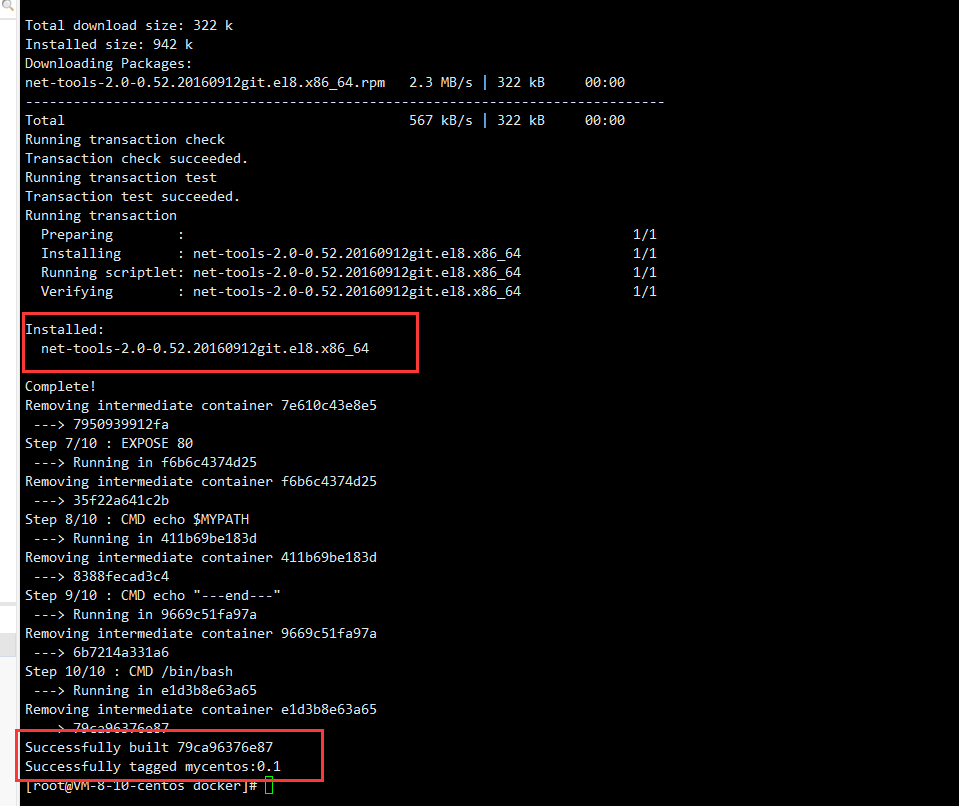 Total download size: 322 k
Installed size: 942 k
Downloading Packages:
net-tools-2.0-0.52.20160912git.el8.x86_64.rpm   2.3 MB/s | 322 kB     00:00
--------------------------------------------------------------------------------
Total                                           567 kB/s | 322 kB     00:00
Running transaction check
Transaction check succeeded.
Running transaction test
Transaction test succeeded.
Running transaction
  Preparing        :                                                        1/1
  Installing       : net-tools-2.0-0.52.20160912git.el8.x86_64              1/1
  Running scriptlet: net-tools-2.0-0.52.20160912git.el8.x86_64              1/1
  Verifying        : net-tools-2.0-0.52.20160912git.el8.x86_64              1/1
Installed:
  net-tools-2.0-0.52.20160912git.el8.x86_64
Complete!
Removing intermediate container 7e610c43e8e5
 ---> 7950939912fa
Step 7/10 : EXPOSE 80
 ---> Running in f6b6c4374d25
Removing intermediate container f6b6c4374d25
 ---> 35f22a641c2b
Step 8/10 : CMD echo $MYPATH
 ---> Running in 411b69be183d
Removing intermediate container 411b69be183d
 ---> 8388fecad3c4
Step 9/10 : CMD echo "---end---"
 ---> Running in 9669c51fa97a
Removing intermediate container 9669c51fa97a
 ---> 6b7214a331a6
Step 10/10 : CMD /bin/bash
 ---> Running in e1d3b8e63a65
Removing intermediate container e1d3b8e63a65
 ---> 79ca96376e87
Successfully built 79ca96376e87
Successfully tagged mycentos:0.1
[root@VM-8-10-centos docker]#